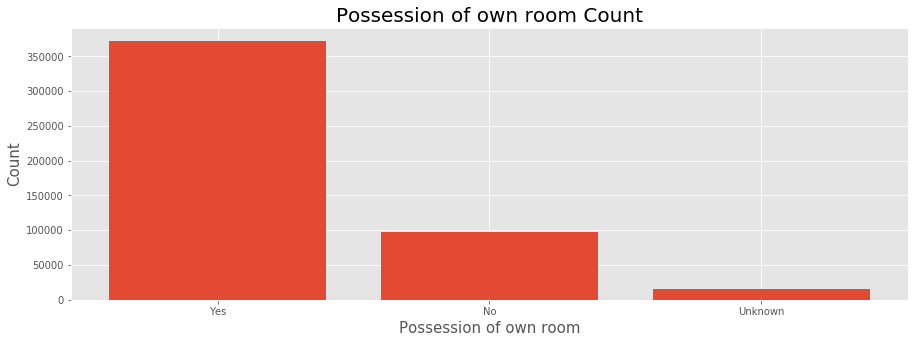 Possession of own room Count
350000
300000
250000
200000
150000
100000
50000
0
Count
Yes No Unknown
Possession of own room